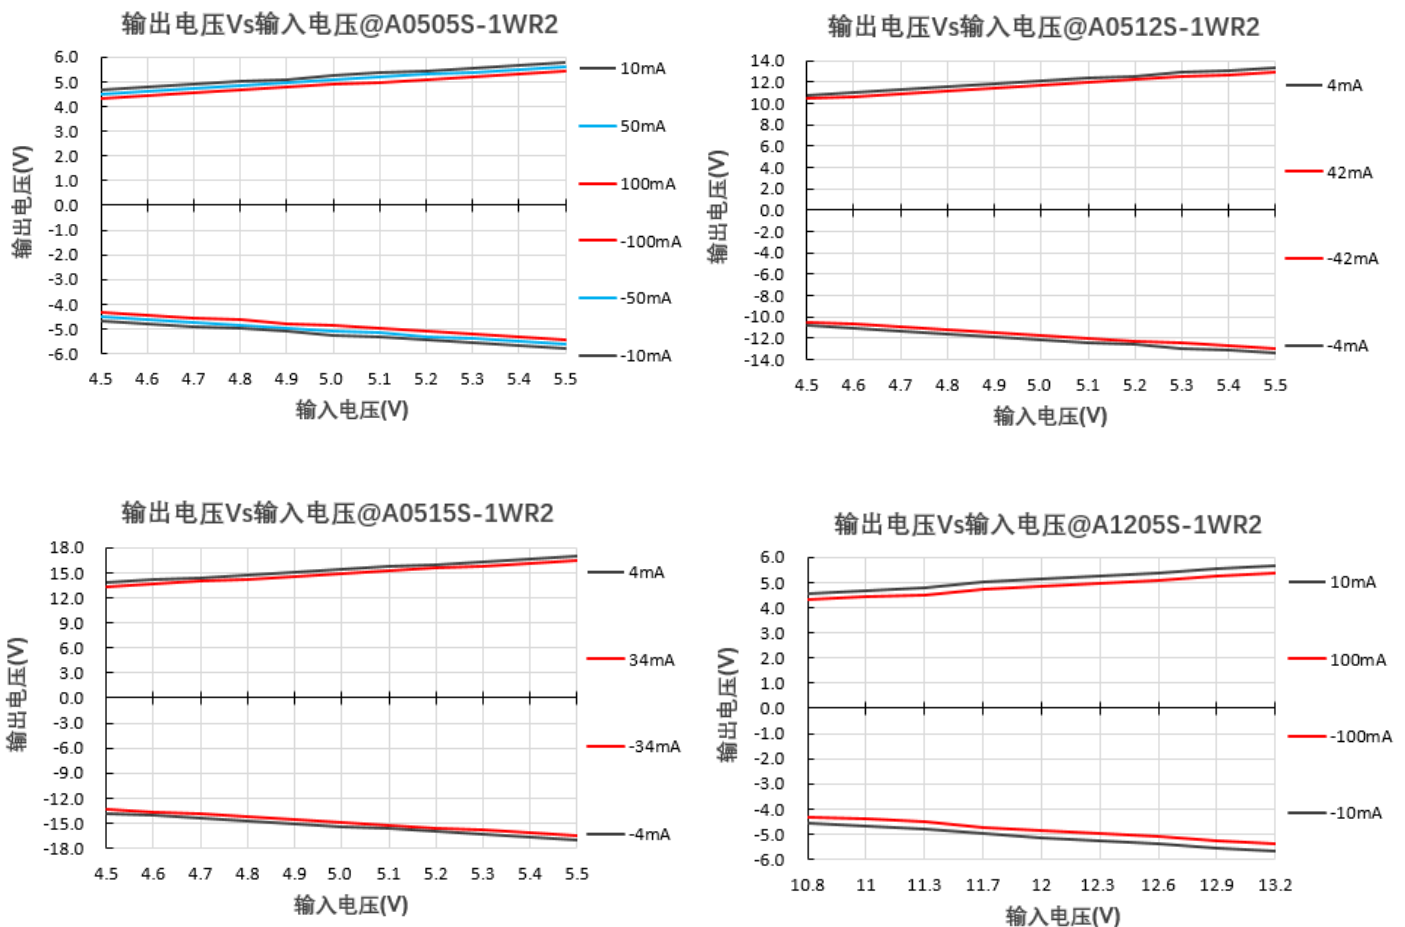 输出电压Vs输入电压@A0505S-1WR2
6.0
5.0
4.0
3.0
2.0
1.0
0.0
-1.0
-2.0
-3.0
-4.0
-5.0
-6.0
输出电压(V)
4.5 4.6 4.7 4.8 4.9 5.0 5.1 5.2 5.3 5.4 5.5
输入电压(V)
10mA
50mA
100mA
-100mA
-50mA
-10mA
输出电压Vs输入电压@A0512S-1WR2
14.0
12.0
10.0
8.0
6.0
4.0
2.0
0.0
-2.0
-4.0
-6.0
-8.0
-10.0
-12.0
-14.0
输出电压(V)
4.5 4.6 4.7 4.8 4.9 5.0 5.1 5.2 5.3 5.4 5.5
输入电压(V)
4mA
42mA
-42mA
-4mA
输出电压Vs输入电压@A0515S-1WR2
18.0
15.0
12.0
9.0
6.0
3.0
0.0
-3.0
-6.0
-9.0
-12.0
-15.0
-18.0
输出电压(V)
4.5 4.6 4.7 4.8 4.9 5.0 5.1 5.2 5.3 5.4 5.5
输入电压(V)
4mA
34mA
-34mA
-4mA
输出电压Vs输入电压@A1205S-1WR2
6.0
5.0
4.0
3.0
2.0
1.0
0.0
-1.0
-2.0
-3.0
-4.0
-5.0
-6.0
输出电压(V)
10.8 11 11.3 11.7 12 12.3 12.6 12.9 13.2
输入电压(V)
10mA
100mA
-100mA
-10mA